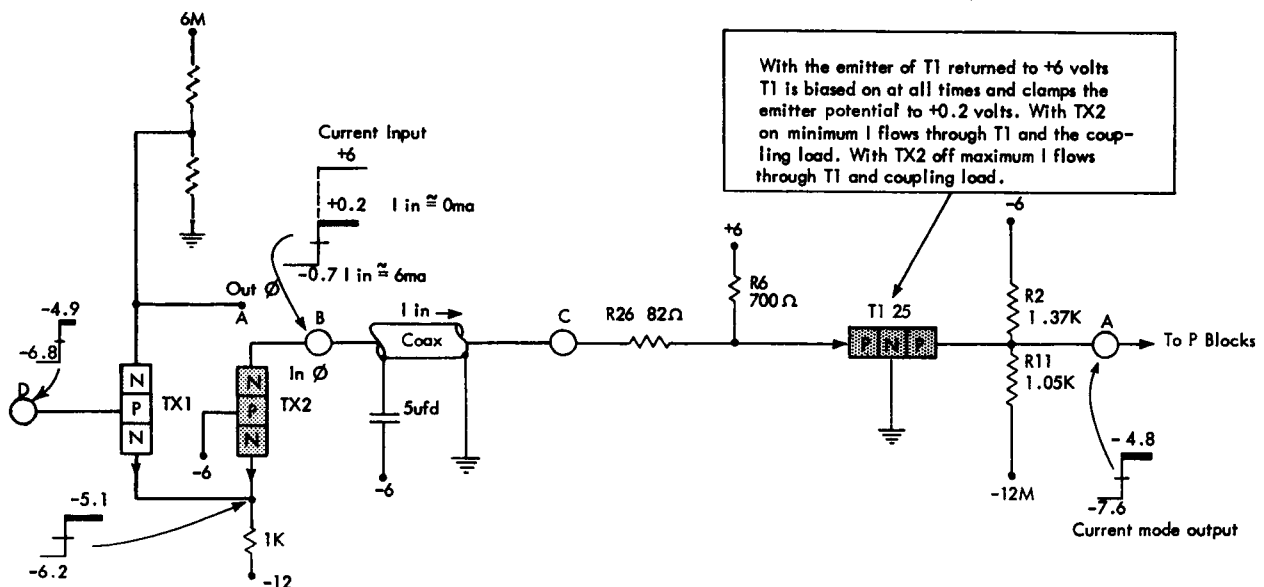 6M
With the emitter of T1 returned to +6 volts
T1 is biased on at all times and clamps the
emitter potential to +0.2 volts. With TX2
on minimum I flows through T1 and the coup-
ling load. With TX2 off maximum I flows
through T1 and coupling load.
Current Input
+6
+0.2 I in ≅ 0ma
-0.7 I in ≅ 6ma
-6
+6
R6
700 Ω
R2
1.37K
Out Ø
A
-4.9
-6.8
B
I in →
Coax
C
R26 82Ω
T1 25
P N P
A
To P Blocks
In Ø
R11
1.05K
D
N
P
N
TX1
N
P
N
TX2
5ufd
-6
-6
-12M
-4.8
-7.6
Current mode output
-5.1
-6.2
1K
-12